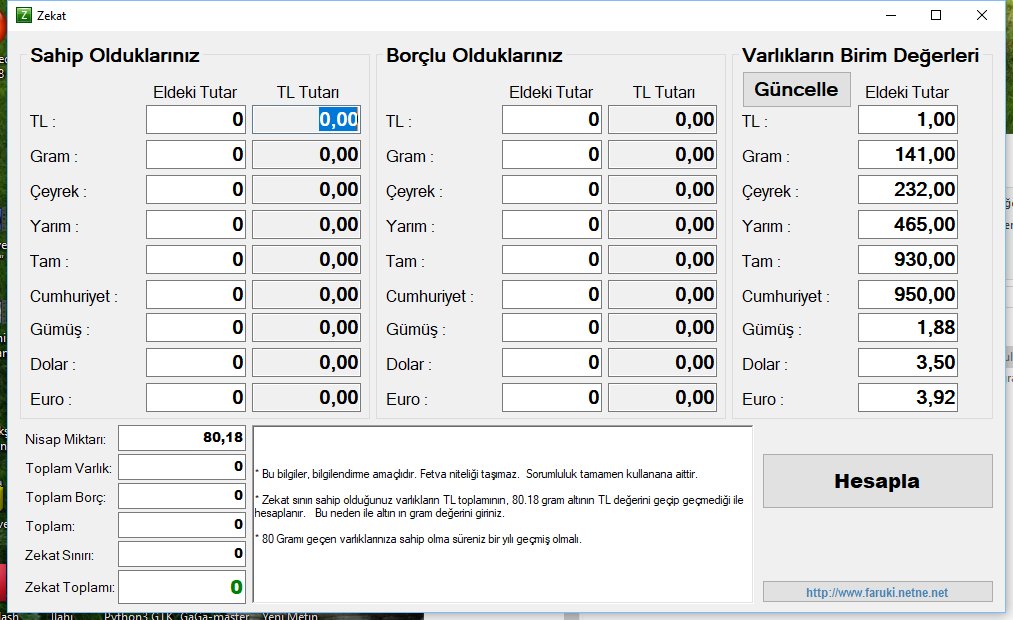 Zekat
Sahip Olduklarınız
Eldeki Tutar TL Tutarı
TL : 0 0,00
Gram : 0 0,00
Çeyrek : 0 0,00
Yarım : 0 0,00
Tam : 0 0,00
Cumhuriyet : 0 0,00
Gümüş : 0 0,00
Dolar : 0 0,00
Euro : 0 0,00
Borçlu Olduklarınız
Eldeki Tutar TL Tutarı
TL : 0 0,00
Gram : 0 0,00
Çeyrek : 0 0,00
Yarım : 0 0,00
Tam : 0 0,00
Cumhuriyet : 0 0,00
Gümüş : 0 0,00
Dolar : 0 0,00
Euro : 0 0,00
Varlıkların Birim Değerleri
Güncelle Eldeki Tutar
TL : 1,00
Gram : 141,00
Çeyrek : 232,00
Yarım : 465,00
Tam : 930,00
Cumhuriyet : 950,00
Gümüş : 1,88
Dolar : 3,50
Euro : 3,92
Nisap Miktarı: 80,18
Toplam Varlık: 0
Toplam Borç: 0
Toplam: 0
Zekat Sınırı: 0
Zekat Toplamı: 0
* Bu bilgiler, bilgilendirme amaçlıdır. Fetva niteliği taşımaz. Sorumluluk tamamen kullanana aittir.
* Zekat sınırı sahip olduğunuz varlıkların TL toplamının, 80.18 gram altının TL değerini geçip geçmediği ile
hesaplanır. Bu neden ile altın ın gram değerini giriniz.
* 80 Gramı geçen varlıklarınıza sahip olma süreniz bir yılı geçmiş olmalı.
Hesapla
http://www.faruki.netne.net